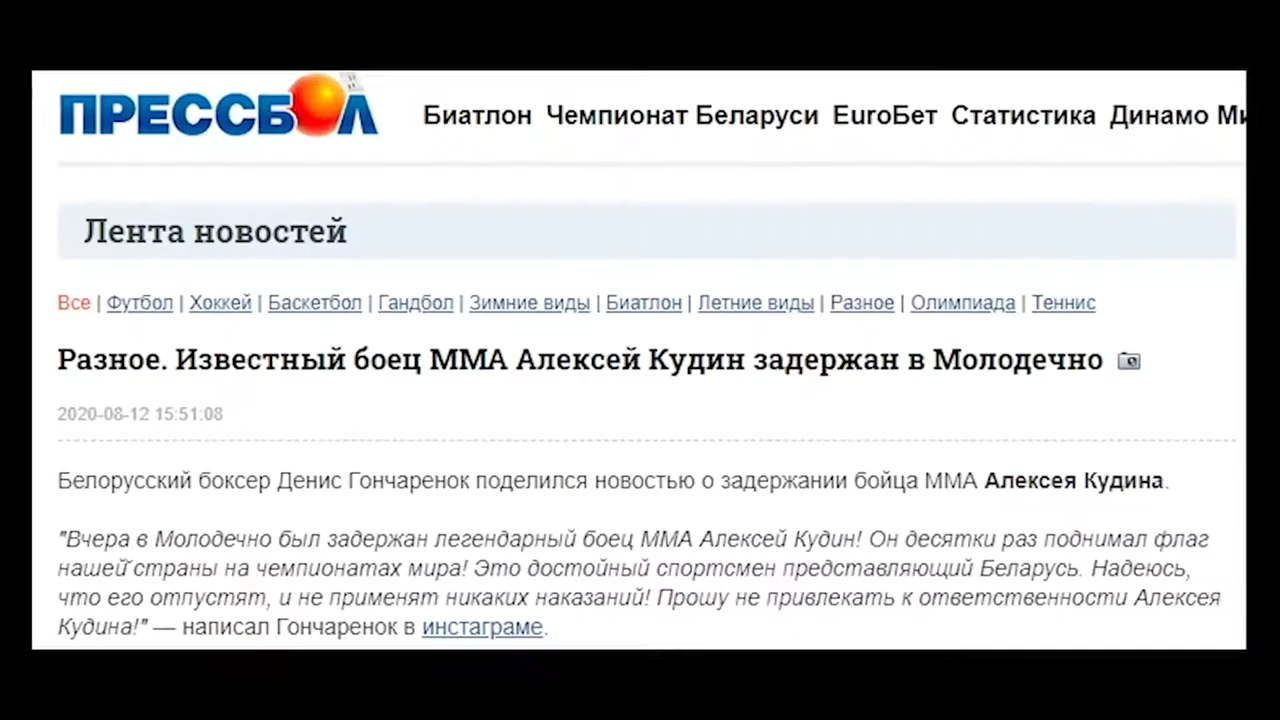 ПРЕССБОЛ
Биатлон Чемпионат Беларуси EuroБет Статистика Динамо
Лента новостей
Все | Футбол | Хоккей | Баскетбол | Гандбол | Зимние виды | Биатлон | Летние виды | Разное | Олимпиада | Теннис
Разное. Известный боец ММА Алексей Кудин задержан в Молодечно
2020-08-12 15:51:08
Белорусский боксер Денис Гончаренок поделился новостью о задержании бойца ММА Алексея Кудина.
"Вчера в Молодечно был задержан легендарный боец ММА Алексей Кудин! Он десятки раз поднимал флаг
нашей страны на чемпионатах мира! Это достойный спортсмен представляющий Беларусь. Надеюсь,
что его отпустят, и не применят никаких наказаний! Прошу не привлекать к ответственности Алексея
Кудина!" — написал Гончаренок в инстаграме.